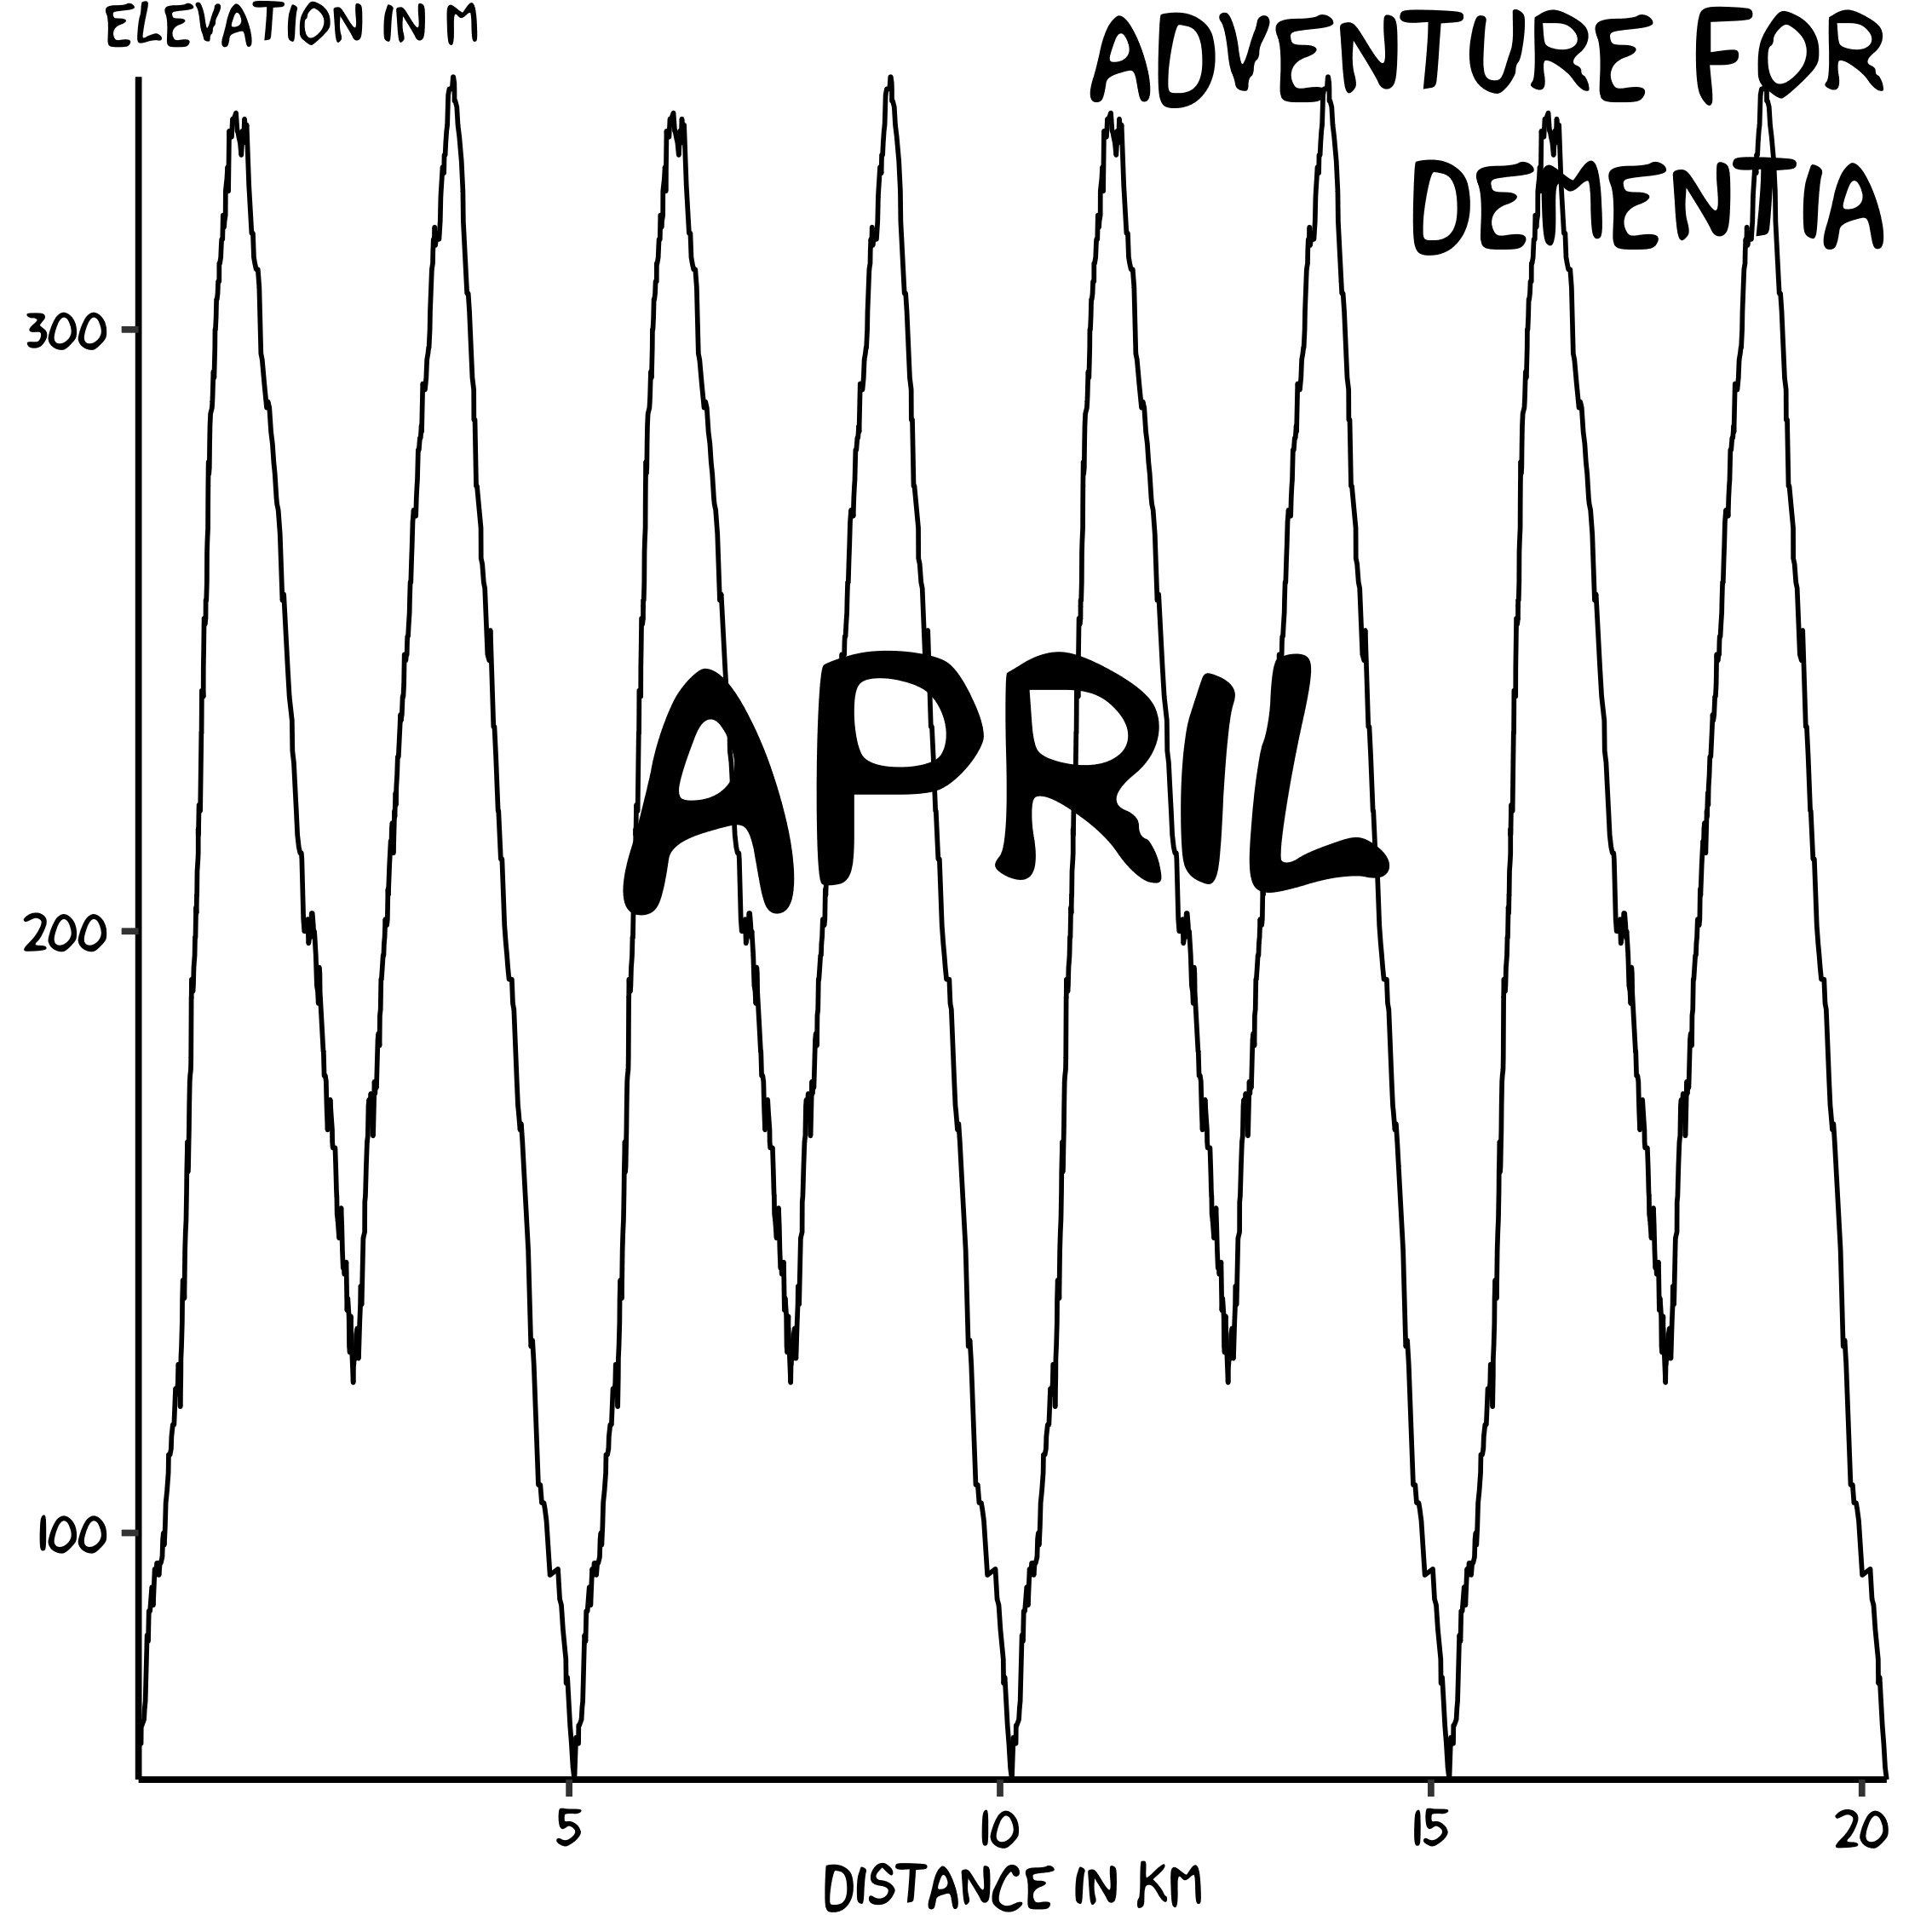 ELEVATION IN M
ADVENTURE FOR
DEMENTIA
300
APRIL
200
100
5 10 15 20
DISTANCE IN KM